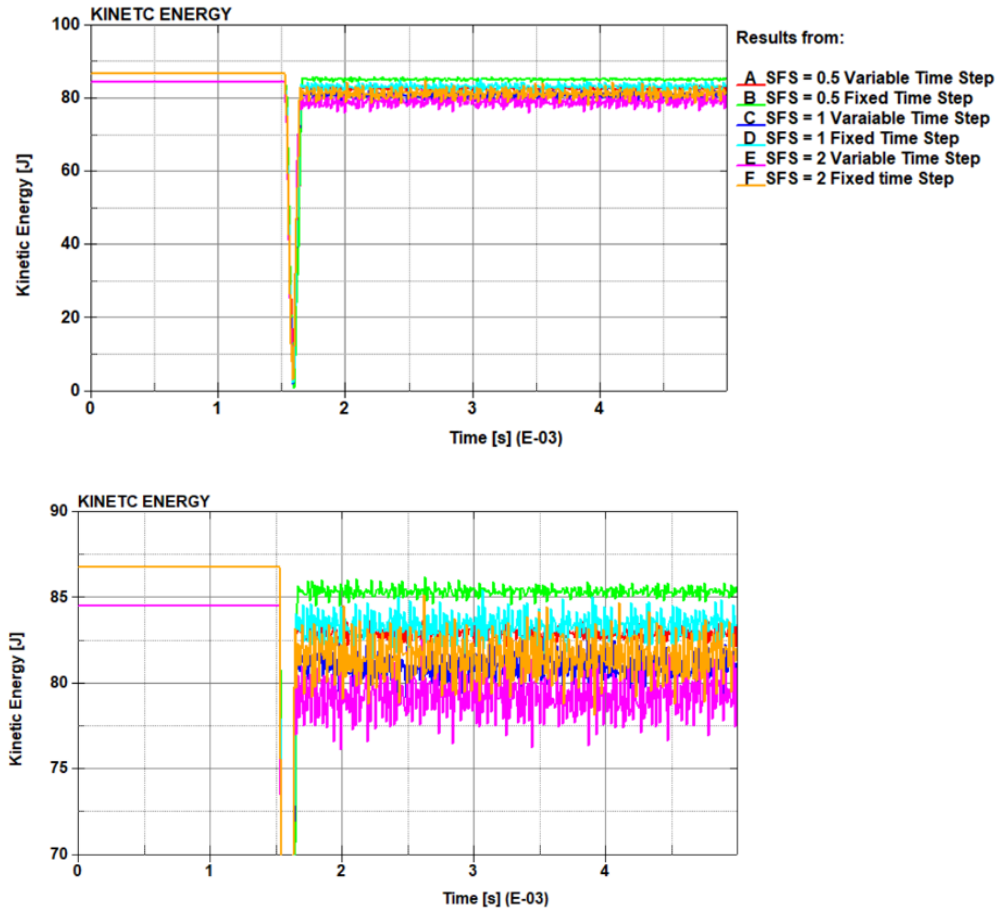 KINETC ENERGY
100
80
60
40
20
0
Kinetic Energy [J]
0
1
2
3
4
Time [s] (E-03)
Results from:
A SFS = 0.5 Variable Time Step
B SFS = 0.5 Fixed Time Step
C SFS = 1 Varaiable Time Step
D SFS = 1 Fixed Time Step
E SFS = 2 Variable Time Step
F SFS = 2 Fixed time Step
KINETC ENERGY
90
85
80
75
70
Kinetic Energy [J]
0
1
2
3
4
Time [s] (E-03)